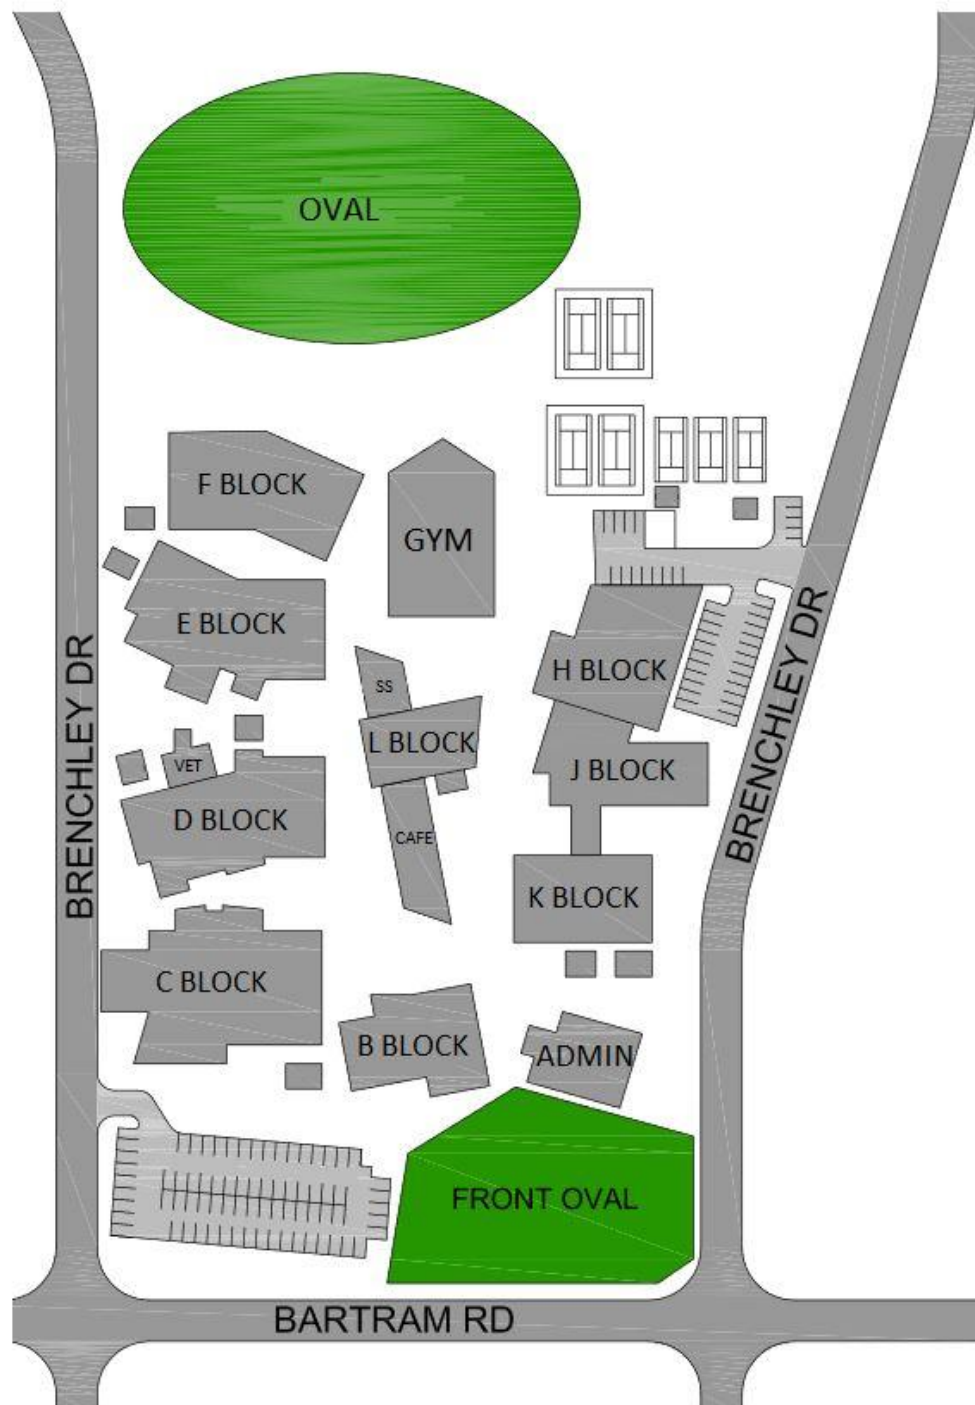 OVAL
F BLOCK
GYM
E BLOCK
BRENCHLEY DR
H BLOCK
BRENCHLEY DR
SS
L BLOCK
VET
J BLOCK
D BLOCK
CAFE
K BLOCK
C BLOCK
B BLOCK
ADMIN
FRONT OVAL
BARTRAM RD